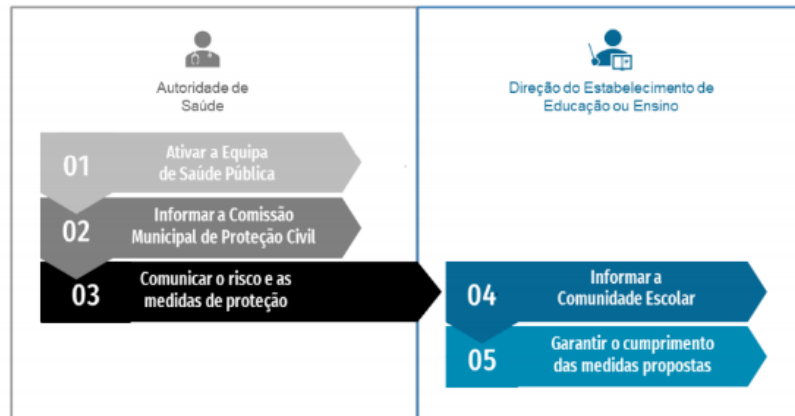 Autoridade de
Saúde
Direção do Estabelecimento de
Educação ou Ensino
01
Ativar a Equipa
de Saúde Pública
02
Informar a Comissão
Municipal de Proteção Civil
03
Comunicar o risco e as
medidas de proteção
04
Informar a
Comunidade Escolar
05
Garantir o cumprimento
das medidas propostas